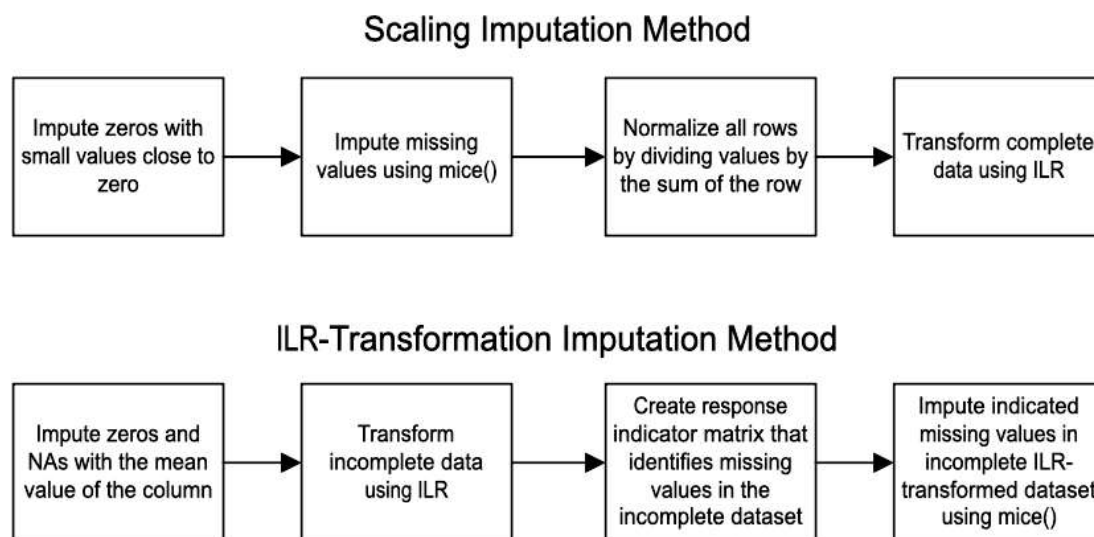 Scaling Imputation Method
Impute zeros with
small values close to
zero
Impute missing
values using mice()
Normalize all rows
by dividing values by
the sum of the row
Transform complete
data using ILR
ILR-Transformation Imputation Method
Impute zeros and
NAs with the mean
value of the column
Transform
incomplete data
using ILR
Create response
indicator matrix that
identifies missing
values in the
incomplete dataset
Impute indicated
missing values in
incomplete ILR-
transformed dataset
using mice()